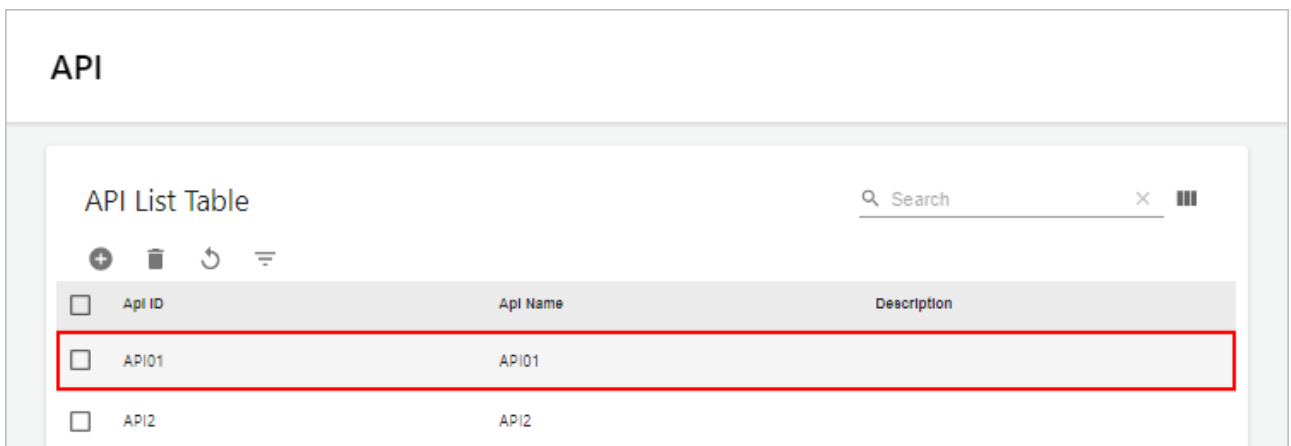 API
API List Table
Search
Api ID Api Name Description
API01 API01
API2 API2